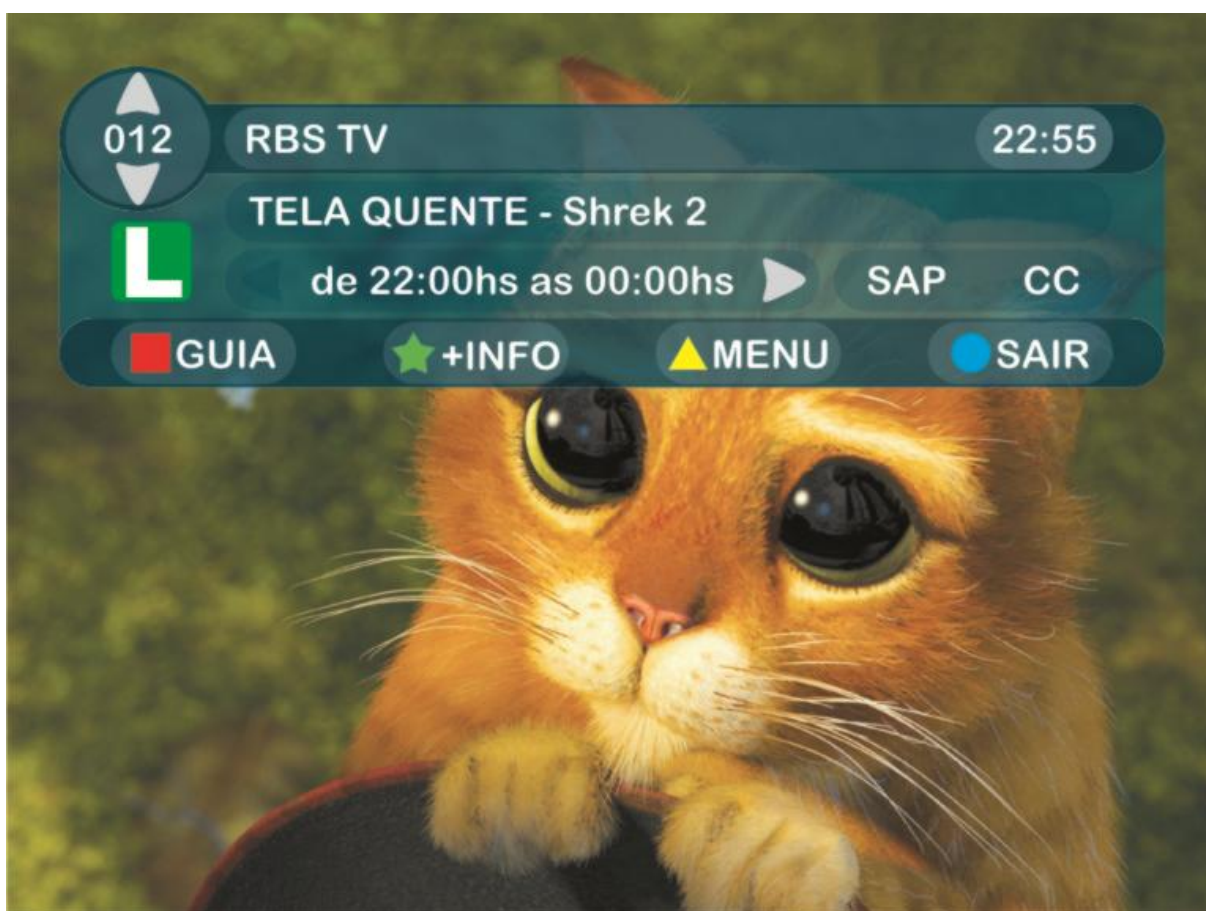 012
RBS TV
22:55
TELA QUENTE - Shrek 2
L
de 22:00hs as 00:00hs
SAP
CC
GUIA
+INFO
MENU
SAIR